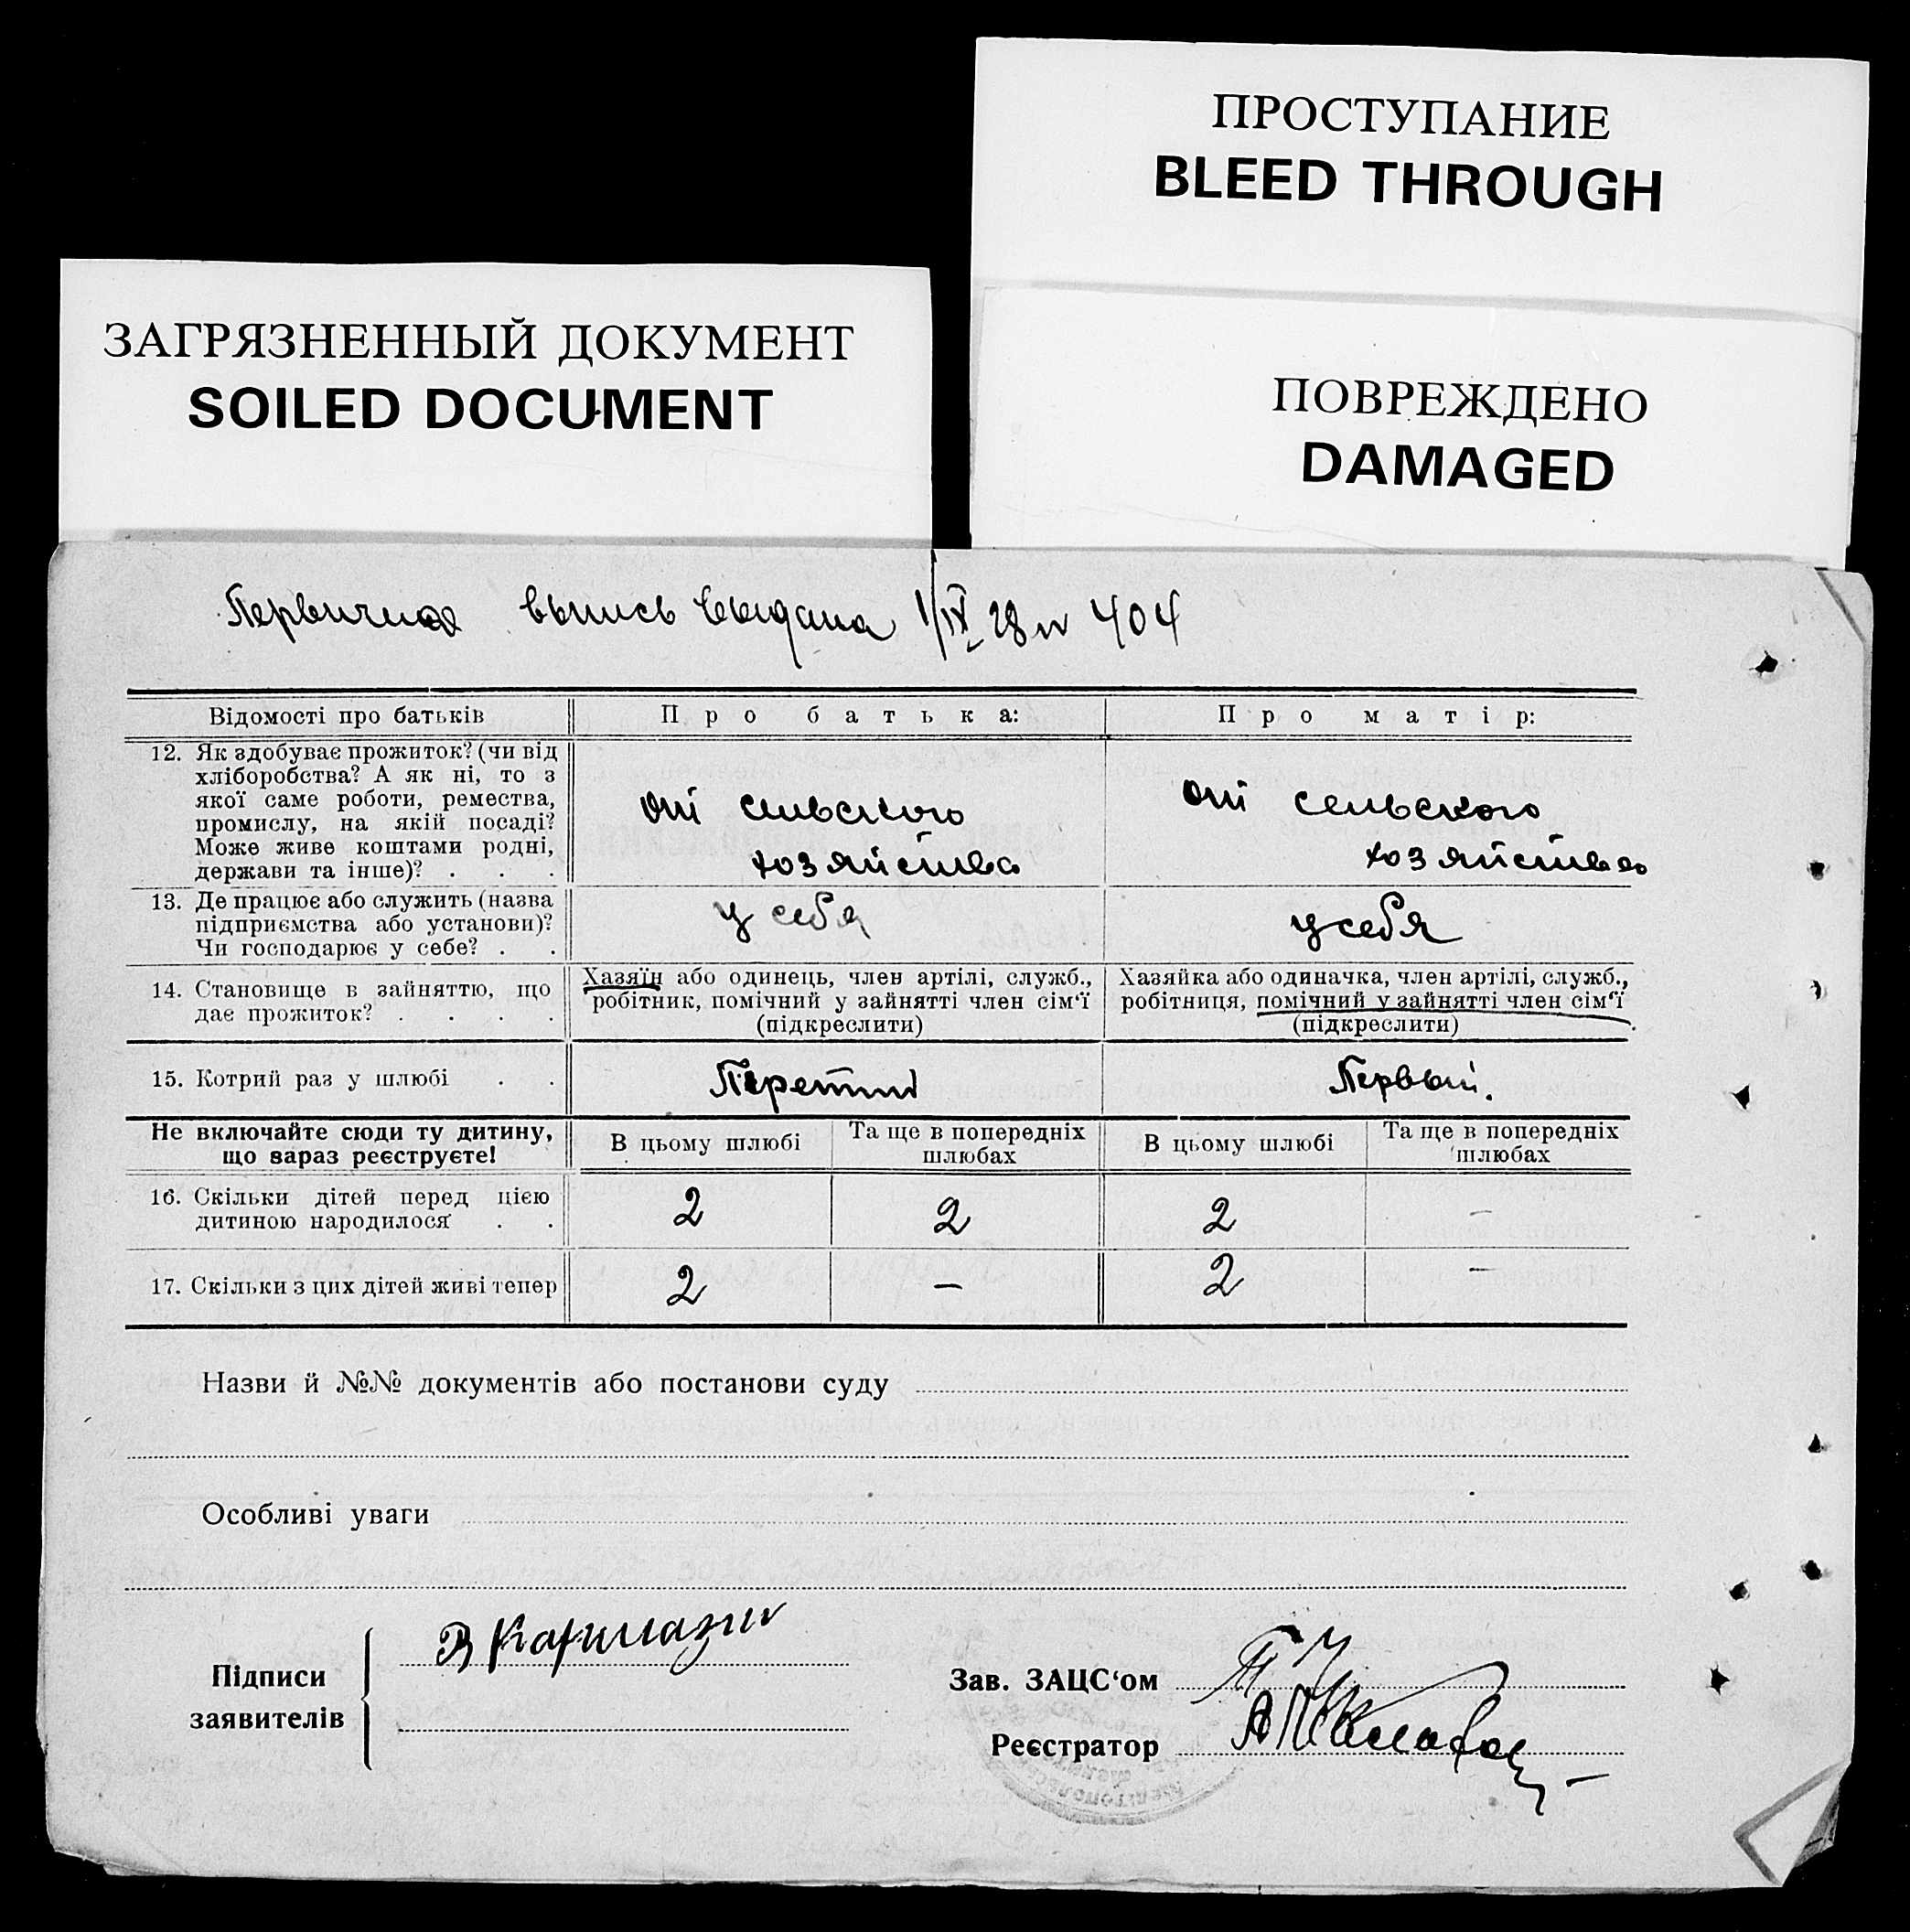 ПРОСТУПАНИЕ
BLEED THROUGH
ЗАГРЯЗНЕННЫЙ ДОКУМЕНТ
SOILED DOCUMENT
ПОВРЕЖДЕНО
DAMAGED
Первичная выпись выдана 1/IX 28 № 404
Відомості про батьків
Про батька:
Про матір:
12. Як здобуває прожиток? (чи від
хліборобства? А як ні, то з
якої саме роботи, ремества,
промислу, на якій посаді?
Може живе коштами родні,
держави та інше)? . . .
от сельского
хозяйства
от сельского
хозяйства
13. Де працює або служить (назва
підприємства або установи)?
Чи господарює у себе? . .
у себя
у себя
14. Становище в зайняттю, що
дає прожиток? . . . .
Хазяїн або одинець, член артілі, служб.,
робітник, помічний у зайнятті член сім‘ї
(підкреслити)
Хазяйка або одиначка, член артілі, служб.,
робітниця, помічний у зайнятті член сім‘ї
(підкреслити)
15. Котрий раз у шлюбі . .
Первый.
Не включайте сюди ту дитину,
що зараз реєструєте!
В цьому шлюбі
Та ще в попередніх
шлюбах
В цьому шлюбі
Та ще в попередніх
шлюбах
16. Скільки дітей перед цією
дитиною народилося . .
2
2
2
–
17. Скільки з цих дітей живі тепер
2
–
2
–
Назви й №№ документів або постанови суду
Особливі уваги
Підписи
заявителів
Зав. ЗАЦС‘ом
Реєстратор